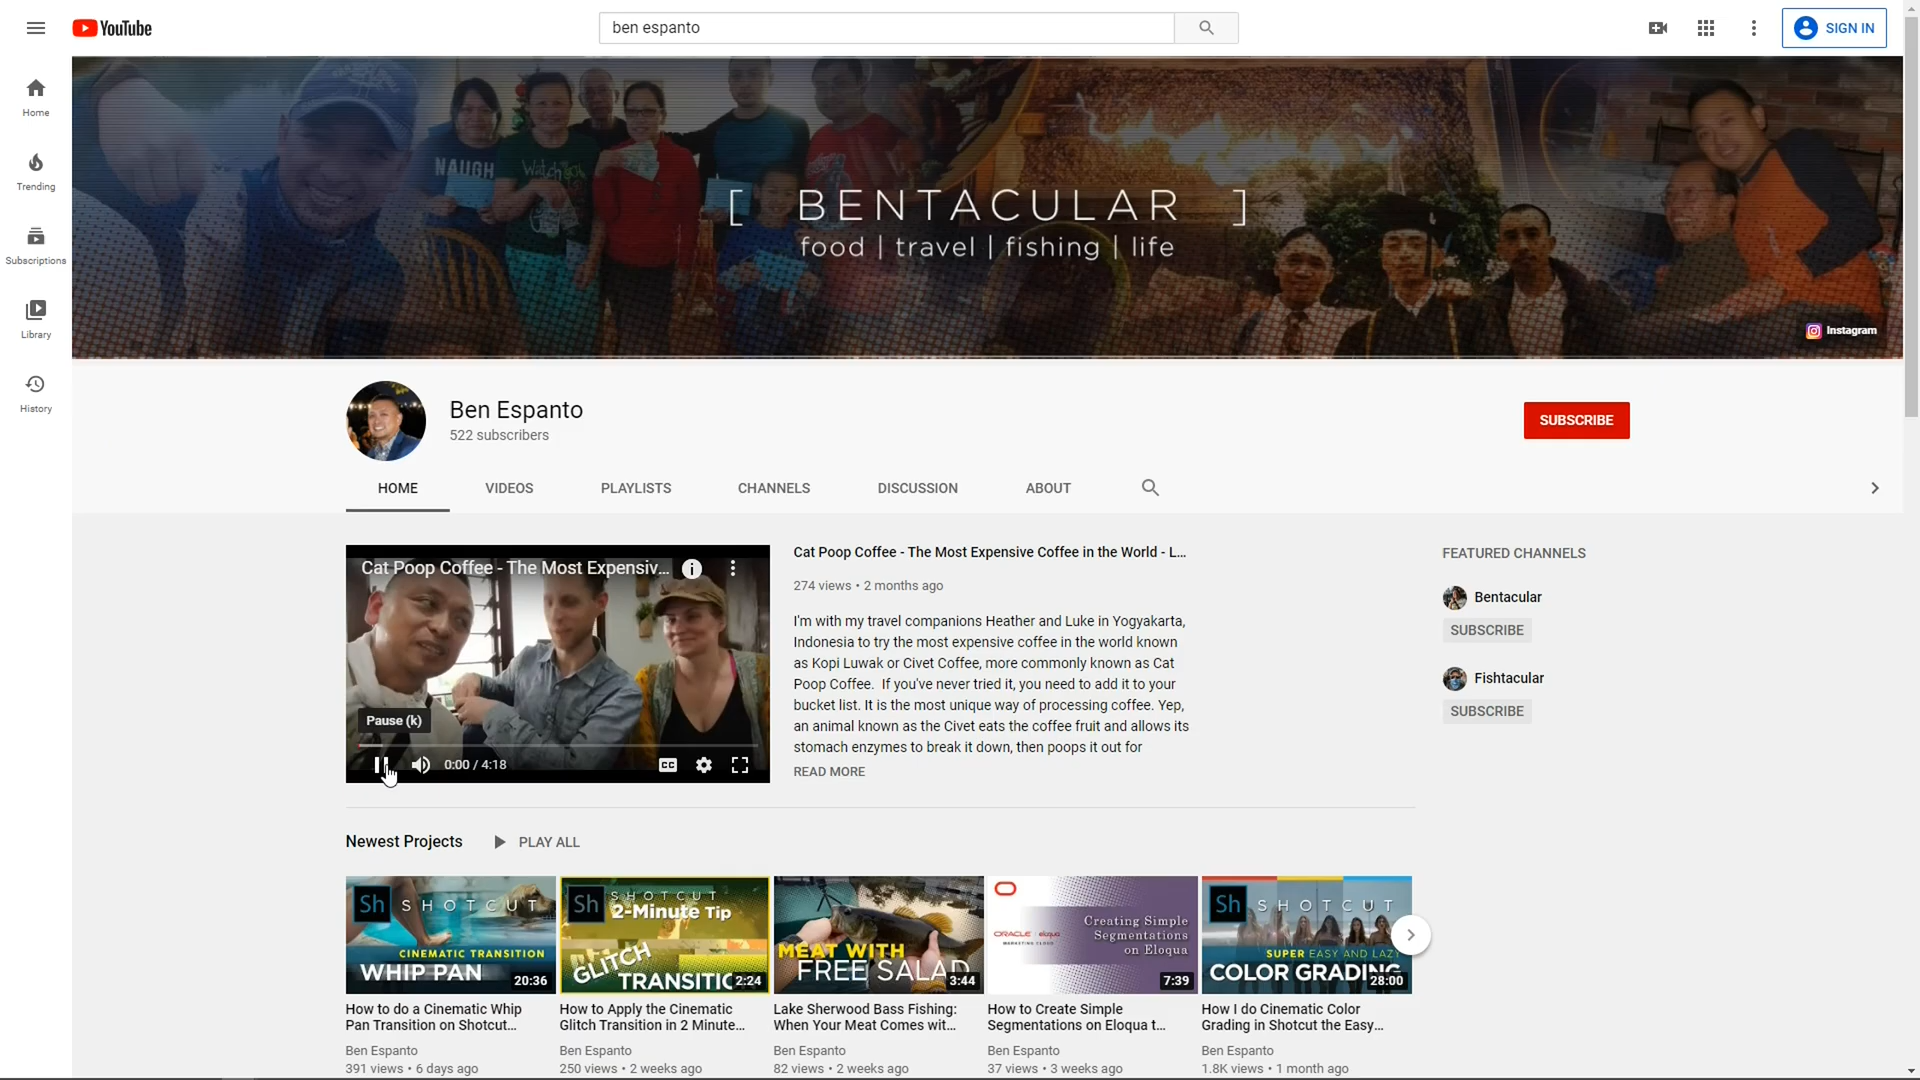 YouTube
ben espanto
SIGN IN
Home
Trending
Subscriptions
Library
History
NAUGH
Watch
[ BENTACULAR ]
food | travel | fishing | life
Instagram
Ben Espanto
522 subscribers
SUBSCRIBE
HOME
VIDEOS
PLAYLISTS
CHANNELS
DISCUSSION
ABOUT
Cat Poop Coffee - The Most Expensiv...
Pause (k)
0:00 / 4:18
CC
Cat Poop Coffee - The Most Expensive Coffee in the World - L...
274 views • 2 months ago
I'm with my travel companions Heather and Luke in Yogyakarta,
Indonesia to try the most expensive coffee in the world known
as Kopi Luwak or Civet Coffee, more commonly known as Cat
Poop Coffee. If you've never tried it, you need to add it to your
bucket list. It is the most unique way of processing coffee. Yep,
an animal known as the Civet eats the coffee fruit and allows its
stomach enzymes to break it down, then poops it out for
READ MORE
FEATURED CHANNELS
Bentacular
SUBSCRIBE
Fishtacular
SUBSCRIBE
Newest Projects
PLAY ALL
Sh SHOTCUT
CINEMATIC TRANSITION
WHIP PAN
20:36
How to do a Cinematic Whip
Pan Transition on Shotcut...
Ben Espanto
391 views • 6 days ago
Sh SHOTCUT
2-Minute Tip
GLITCH
TRANSITIO
2:24
How to Apply the Cinematic
Glitch Transition in 2 Minute...
Ben Espanto
250 views • 2 weeks ago
MEAT WITH
FREE SALAD
3:44
Lake Sherwood Bass Fishing:
When Your Meat Comes wit...
Ben Espanto
82 views • 2 weeks ago
Creating Simple
Segmentations
on Eloqua
ORACLE eloqua
MARKETING CLOUD
7:39
How to Create Simple
Segmentations on Eloqua t...
Ben Espanto
37 views • 3 weeks ago
Sh SHOTCUT
SUPER EASY AND LAZY
COLOR GRADING
28:00
How I do Cinematic Color
Grading in Shotcut the Easy...
Ben Espanto
1.8K views • 1 month ago